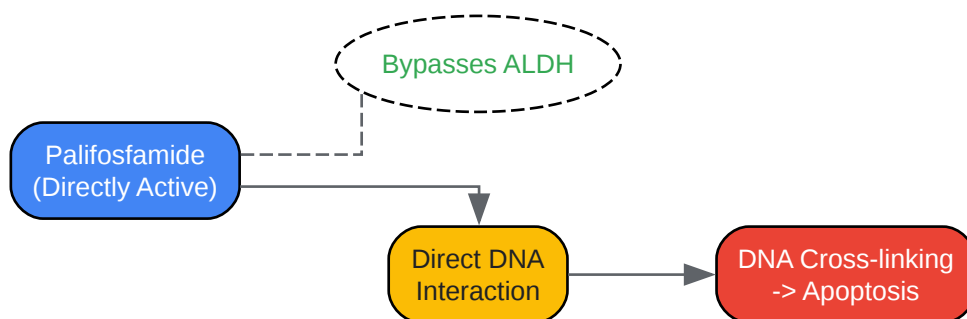 Bypasses ALDH
Palifosfamide
(Directly Active)
Direct DNA
Interaction
DNA Cross-linking
-> Apoptosis